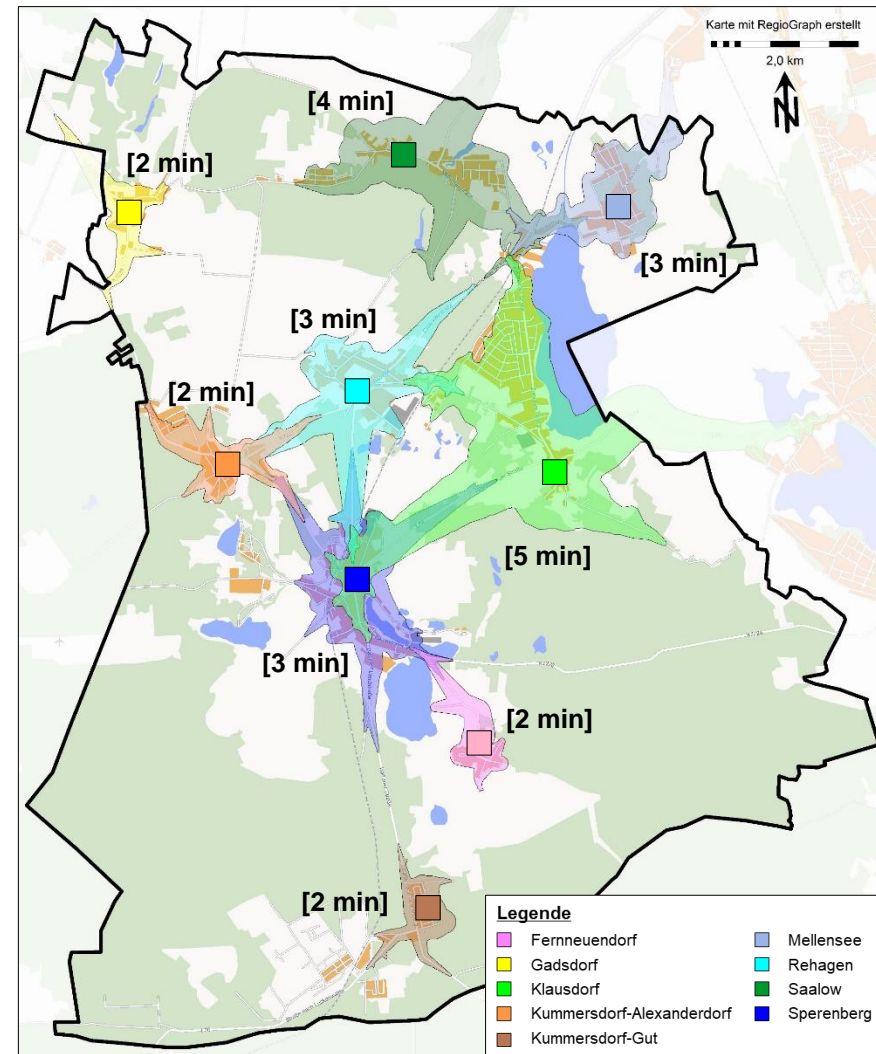 Karte mit RegioGraph erstellt
2,0 km
N
[4 min]
[2 min]
[3 min]
[3 min]
[2 min]
[5 min]
[3 min]
[2 min]
[2 min]
Legende
Fernneuendorf
Gadsdorf
Klausdorf
Kummersdorf-Alexanderdorf
Kummersdorf-Gut
Mellensee
Rehagen
Saalow
Sperenberg